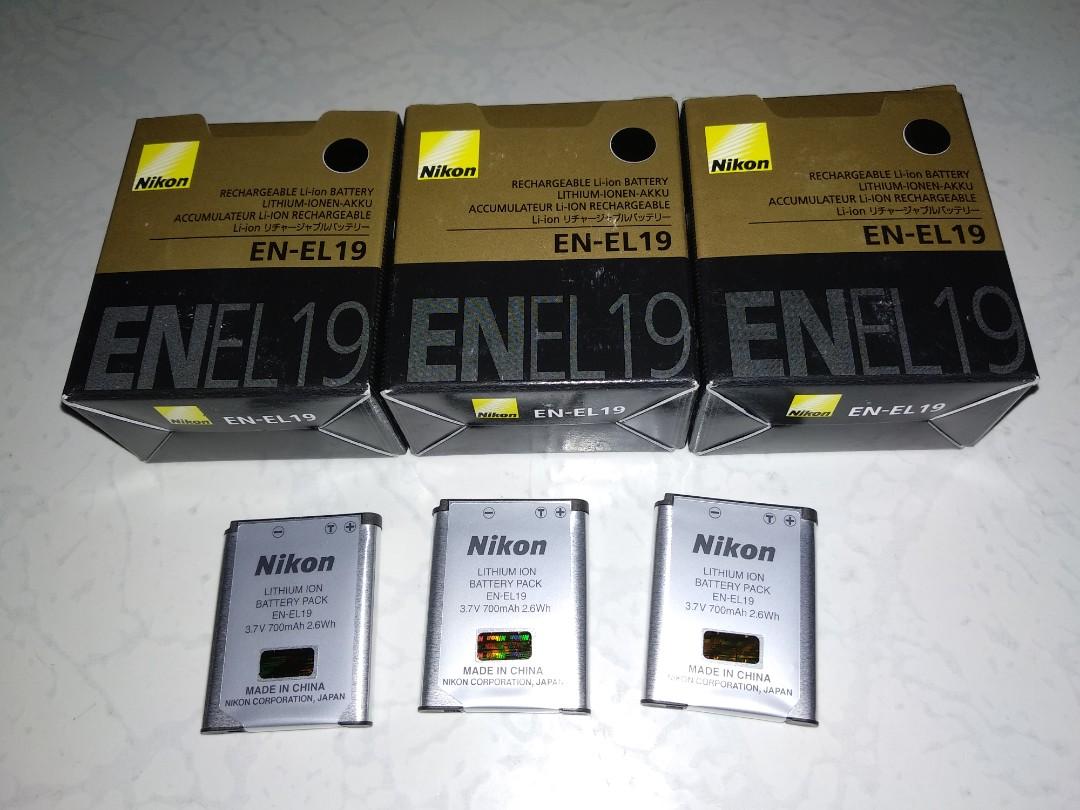 Nikon
RECHARGEABLE Li-ion BATTERY
LITHIUM-IONEN-AKKU
ACCUMULATEUR Li-ION RECHARGEABLE
Li-ion リチャージャブルバッテリー
EN-EL19
ENEL19
Nikon EN-EL19
Nikon
RECHARGEABLE Li-ion BATTERY
LITHIUM-IONEN-AKKU
ACCUMULATEUR Li-ION RECHARGEABLE
Li-ion リチャージャブルバッテリー
EN-EL19
ENEL19
Nikon EN-EL19
Nikon
RECHARGEABLE Li-ion BATTERY
LITHIUM-IONEN-AKKU
ACCUMULATEUR Li-ION RECHARGEABLE
Li-ion リチャージャブルバッテリー
EN-EL19
ENEL19
Nikon EN-EL19
⊖ Ⓣ ⊕
Nikon
LITHIUM ION
BATTERY PACK
EN-EL19
3.7V 700mAh 2.6Wh
MADE IN CHINA
NIKON CORPORATION, JAPAN
⊖ Ⓣ ⊕
Nikon
LITHIUM ION
BATTERY PACK
EN-EL19
3.7V 700mAh 2.6Wh
Nikon Nikon
MADE IN CHINA
NIKON CORPORATION, JAPAN
⊖ Ⓣ ⊕
Nikon
LITHIUM ION
BATTERY PACK
EN-EL19
3.7V 700mAh 2.6Wh
MADE IN CHINA
NIKON CORPORATION, JAPAN